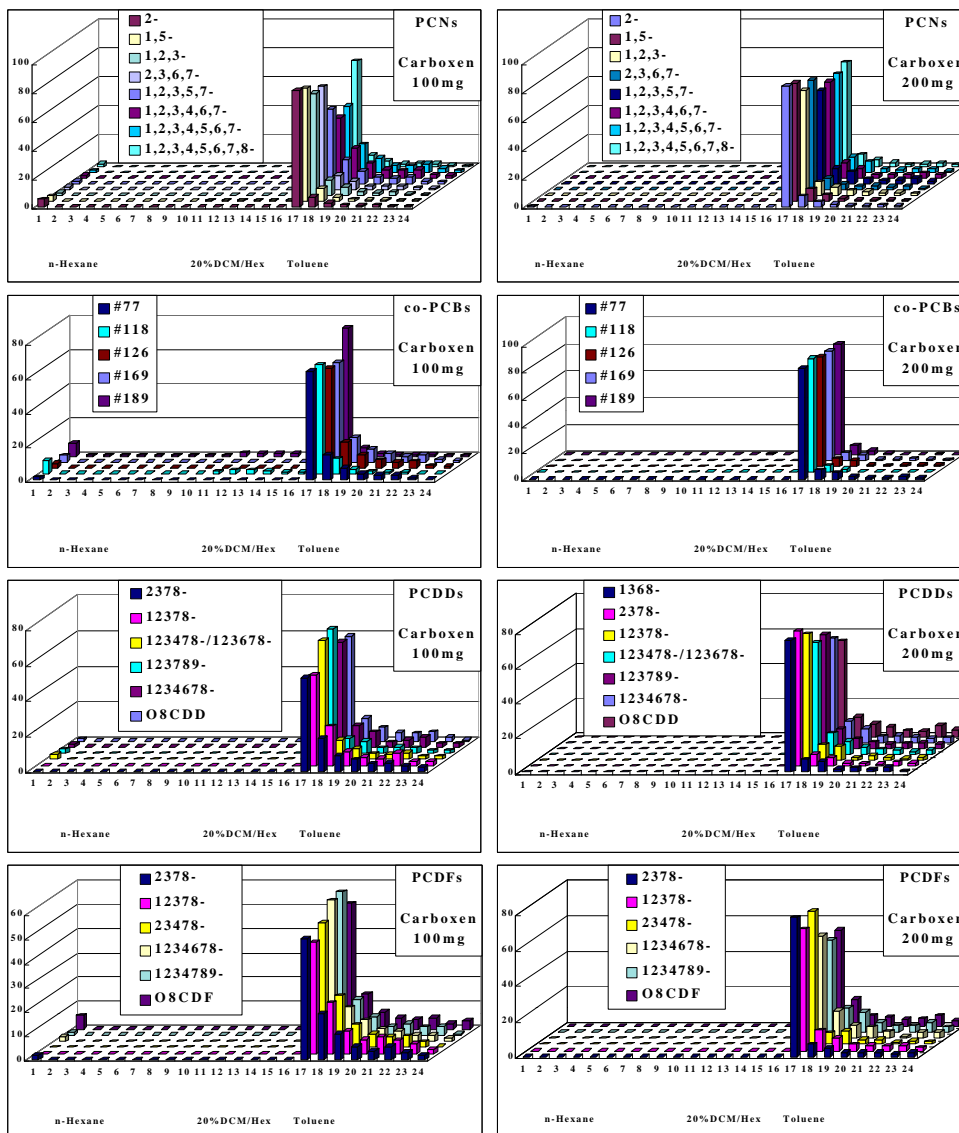 PCNs
Carboxen
100mg
2-
1,5-
1,2,3-
2,3,6,7-
1,2,3,5,7-
1,2,3,4,6,7-
1,2,3,4,5,6,7-
1,2,3,4,5,6,7,8-
100
80
60
40
20
0
1 2 3 4 5 6 7 8 9 10 11 12 13 14 15 16 17 18 19 20 21 22 23 24
n-Hexane 20%DCM/Hex Toluene
PCNs
Carboxen
200mg
2-
1,5-
1,2,3-
2,3,6,7-
1,2,3,5,7-
1,2,3,4,6,7-
1,2,3,4,5,6,7-
1,2,3,4,5,6,7,8-
100
80
60
40
20
0
1 2 3 4 5 6 7 8 9 10 11 12 13 14 15 16 17 18 19 20 21 22 23 24
n-Hexane 20%DCM/Hex Toluene
co-PCBs
Carboxen
100mg
#77
#118
#126
#169
#189
80
60
40
20
0
1 2 3 4 5 6 7 8 9 10 11 12 13 14 15 16 17 18 19 20 21 22 23 24
n-Hexane 20%DCM/Hex Toluene
co-PCBs
Carboxen
200mg
#77
#118
#126
#169
#189
100
80
60
40
20
0
1 2 3 4 5 6 7 8 9 10 11 12 13 14 15 16 17 18 19 20 21 22 23 24
n-Hexane 20%DCM/Hex Toluene
PCDDs
Carboxen
100mg
2378-
12378-
123478-/123678-
123789-
1234678-
O8CDD
80
60
40
20
0
1 2 3 4 5 6 7 8 9 10 11 12 13 14 15 16 17 18 19 20 21 22 23 24
n-Hexane 20%DCM/Hex Toluene
PCDDs
Carboxen
200mg
1368-
2378-
12378-
123478-/123678-
123789-
1234678-
O8CDD
80
60
40
20
0
1 2 3 4 5 6 7 8 9 10 11 12 13 14 15 16 17 18 19 20 21 22 23 24
n-Hexane 20%DCM/Hex Toluene
PCDFs
Carboxen
100mg
2378-
12378-
23478-
1234678-
1234789-
O8CDF
60
50
40
30
20
10
0
1 2 3 4 5 6 7 8 9 10 11 12 13 14 15 16 17 18 19 20 21 22 23 24
n-Hexane 20%DCM/Hex Toluene
PCDFs
Carboxen
200mg
2378-
12378-
23478-
1234678-
1234789-
O8CDF
80
60
40
20
0
1 2 3 4 5 6 7 8 9 10 11 12 13 14 15 16 17 18 19 20 21 22 23 24
n-Hexane 20%DCM/Hex Toluene